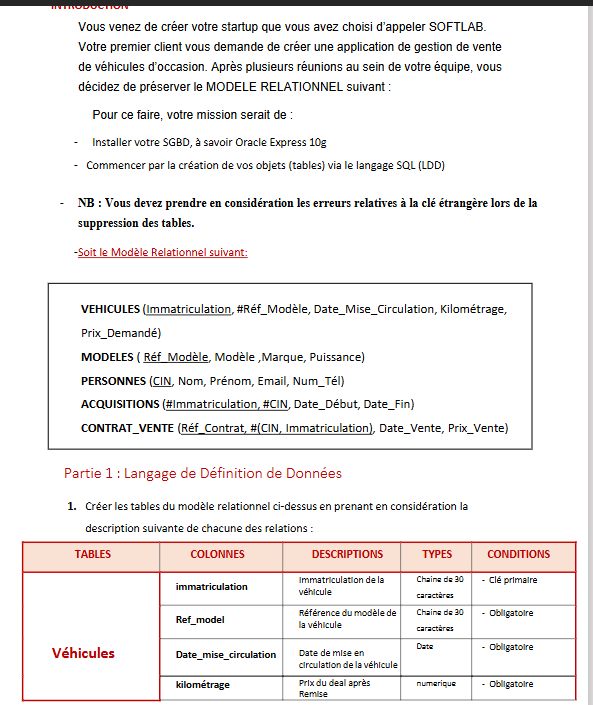 INTRODUCTION
Vous venez de créer votre startup que vous avez choisi d'appeler SOFTLAB.
Votre premier client vous demande de créer une application de gestion de vente
de véhicules d'occasion. Après plusieurs réunions au sein de votre équipe, vous
décidez de préserver le MODELE RELATIONNEL suivant :
Pour ce faire, votre mission serait de :
- Installer votre SGBD, à savoir Oracle Express 10g
- Commencer par la création de vos objets (tables) via le langage SQL (LDD)
- NB : Vous devez prendre en considération les erreurs relatives à la clé étrangère lors de la
suppression des tables.
-Soit le Modèle Relationnel suivant:
VEHICULES (Immatriculation, #Réf_Modèle, Date_Mise_Circulation, Kilométrage,
Prix_Demandé)
MODELES ( Réf_Modèle, Modèle ,Marque, Puissance)
PERSONNES (CIN, Nom, Prénom, Email, Num_Tél)
ACQUISITIONS (#Immatriculation, #CIN, Date_Début, Date_Fin)
CONTRAT_VENTE (Réf_Contrat, #(CIN, Immatriculation), Date_Vente, Prix_Vente)
Partie 1 : Langage de Définition de Données
1. Créer les tables du modèle relationnel ci-dessus en prenant en considération la
description suivante de chacune des relations :
TABLES COLONNES DESCRIPTIONS TYPES CONDITIONS
Véhicules
immatriculation
Immatriculation de la
véhicule
Chaine de 30
caractères
- Clé primaire
Ref_model
Référence du modèle de
la véhicule
Chaine de 30
caractères
- Obligatoire
Date_mise_circulation
Date de mise en
circulation de la véhicule
Date
- Obligatoire
kilométrage
Prix du deal après
Remise
numerique
- Obligatoire